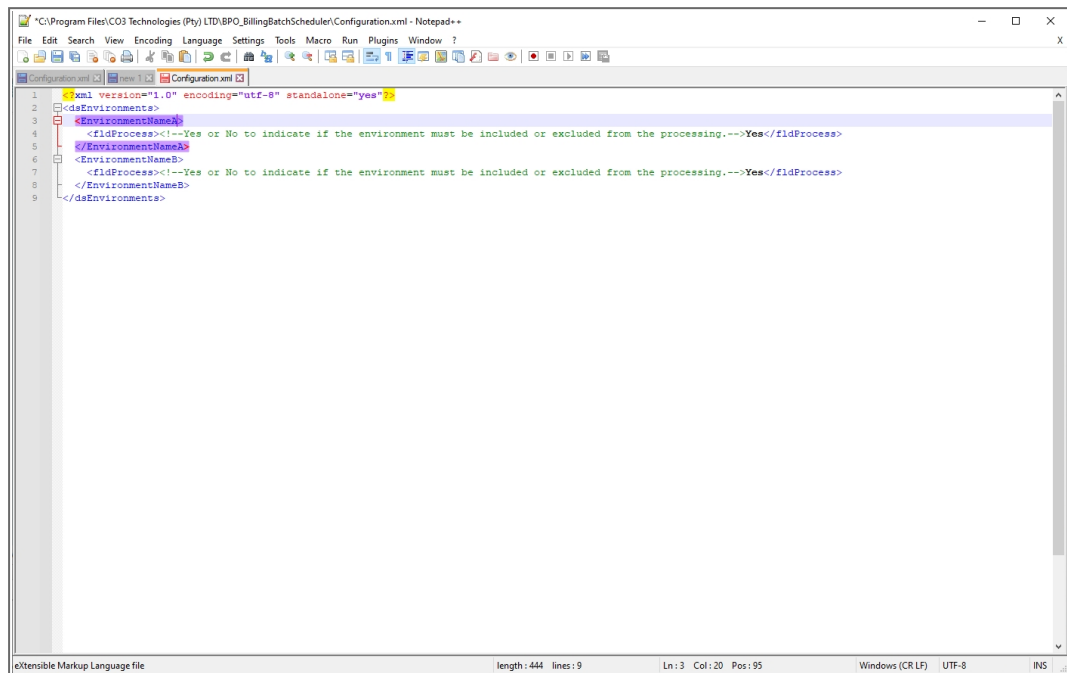 *C:\Program Files\CO3 Technologies (Pty) LTD\BPO_BillingBatchScheduler\Configuration.xml - Notepad++
File Edit Search View Encoding Language Settings Tools Macro Run Plugins Window ? X
Configuration.xml new 1 Configuration.xml
1 <?xml version="1.0" encoding="utf-8" standalone="yes"?>
2 <dsEnvironments>
3 <EnvironmentNameA>
4 <fldProcess><!--Yes or No to indicate if the environment must be included or excluded from the processing.-->Yes</fldProcess>
5 </EnvironmentNameA>
6 <EnvironmentNameB>
7 <fldProcess><!--Yes or No to indicate if the environment must be included or excluded from the processing.-->Yes</fldProcess>
8 </EnvironmentNameB>
9 </dsEnvironments>
eXtensible Markup Language file length : 444 lines : 9 Ln : 3 Col : 20 Pos : 95 Windows (CR LF) UTF-8 INS